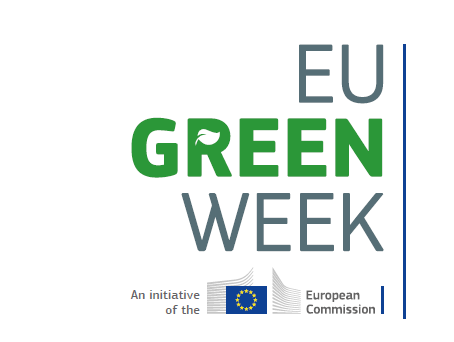 EU
GREEN
WEEK
An initiative
of the
European
Commission